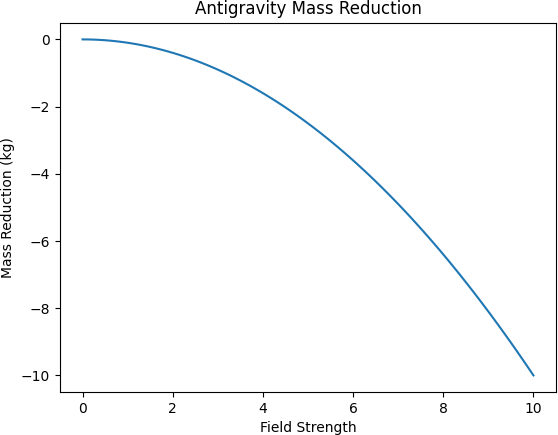 Antigravity Mass Reduction
Mass Reduction (kg)
0
−2
−4
−6
−8
−10
0 2 4 6 8 10
Field Strength